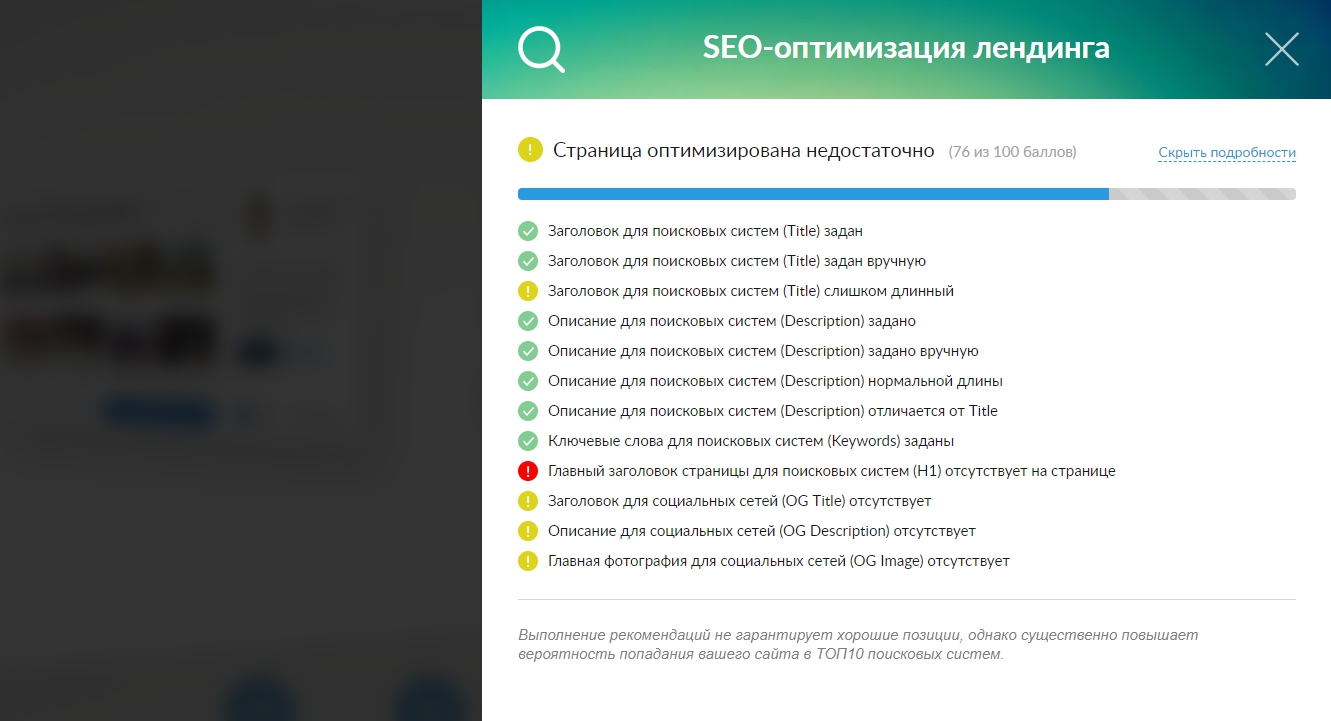 SEO-оптимизация лендинга
Страница оптимизирована недостаточно (76 из 100 баллов) Скрыть подробности
Заголовок для поисковых систем (Title) задан
Заголовок для поисковых систем (Title) задан вручную
Заголовок для поисковых систем (Title) слишком длинный
Описание для поисковых систем (Description) задано
Описание для поисковых систем (Description) задано вручную
Описание для поисковых систем (Description) нормальной длины
Описание для поисковых систем (Description) отличается от Title
Ключевые слова для поисковых систем (Keywords) заданы
Главный заголовок страницы для поисковых систем (H1) отсутствует на странице
Заголовок для социальных сетей (OG Title) отсутствует
Описание для социальных сетей (OG Description) отсутствует
Главная фотография для социальных сетей (OG Image) отсутствует
Выполнение рекомендаций не гарантирует хорошие позиции, однако существенно повышает
вероятность попадания вашего сайта в ТОП10 поисковых систем.